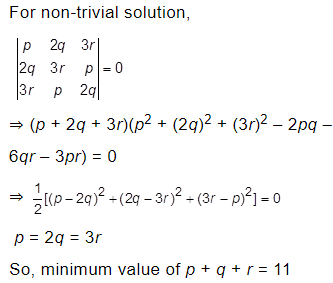 For non-trivial solution,
|p 2q 3r|
|2q 3r p| = 0
|3r p 2q|
⇒ (p + 2q + 3r)(p² + (2q)² + (3r)² – 2pq –
6qr – 3pr) = 0
⇒ 1/2[(p – 2q)² + (2q – 3r)² + (3r – p)²] = 0
p = 2q = 3r
So, minimum value of p + q + r = 11